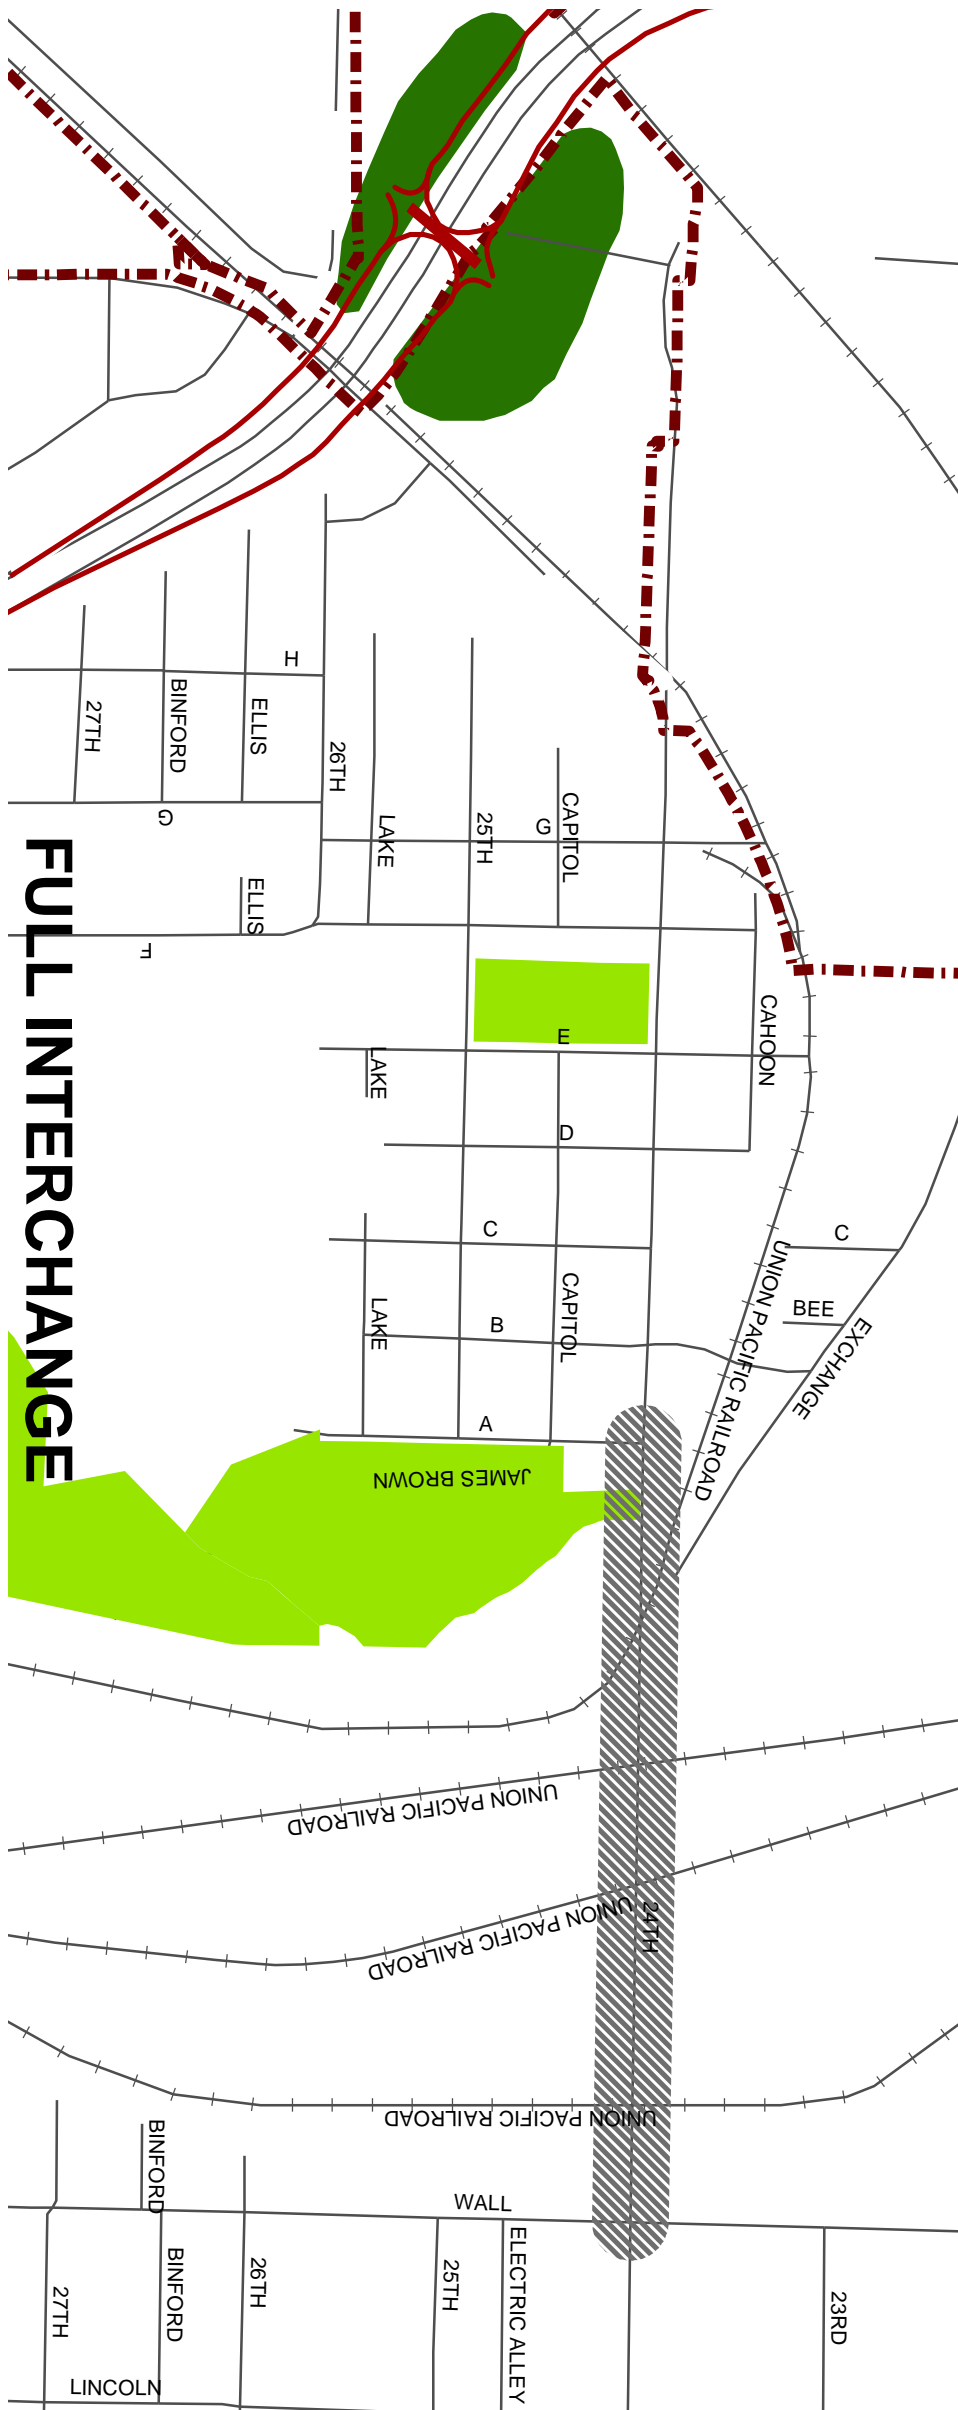 H
27TH
BINFORD
ELLIS
26TH
G
LAKE
25TH
G
CAPITOL
ELLIS
F
FULL INTERCHANGE
E
LAKE
CAHOON
D
C
C
UNION PACIFIC RAILROAD
LAKE
B
CAPITOL
BEE
EXCHANGE
A
JAMES BROWN
UNION PACIFIC RAILROAD
UNION PACIFIC RAILROAD
24TH
UNION PACIFIC RAILROAD
BINFORD
WALL
27TH
BINFORD
26TH
25TH
ELECTRIC ALLEY
23RD
LINCOLN